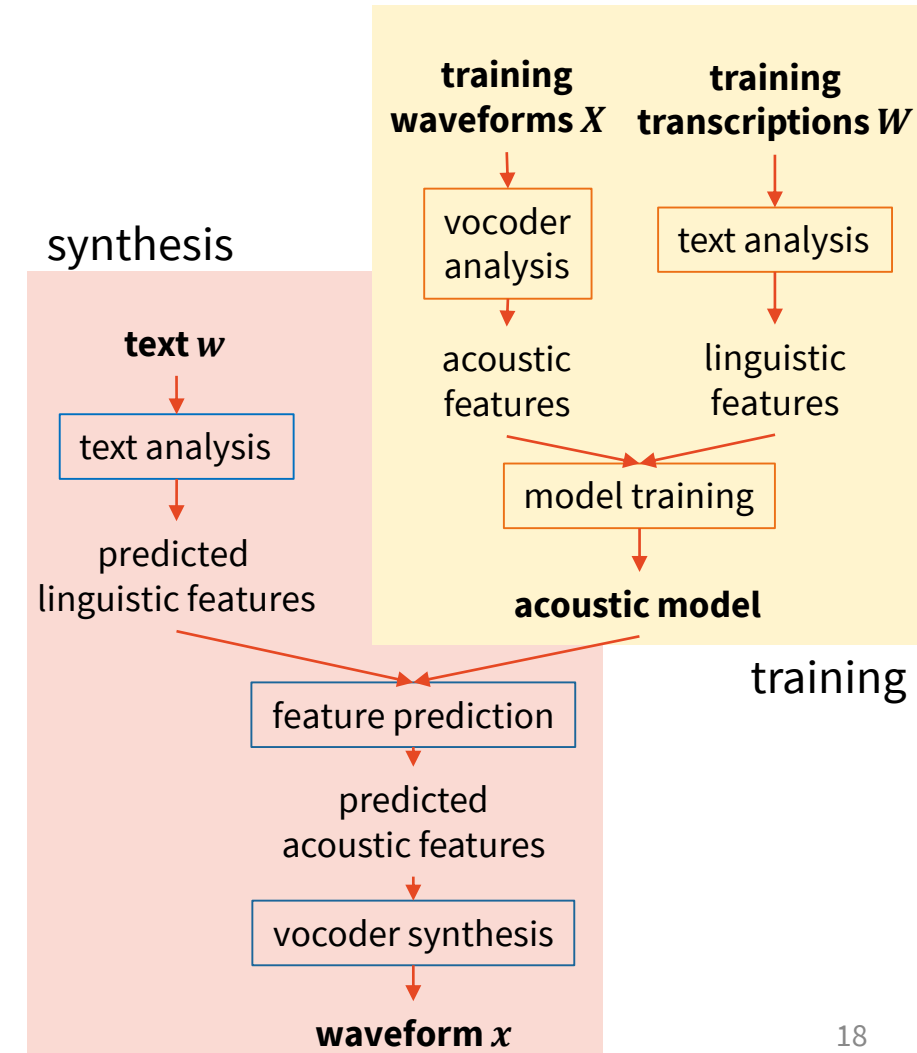 training
waveforms X
training
transcriptions W
vocoder
analysis
text analysis
acoustic
features
linguistic
features
model training
acoustic model
training
synthesis
text w
text analysis
predicted
linguistic features
feature prediction
predicted
acoustic features
vocoder synthesis
waveform x
18